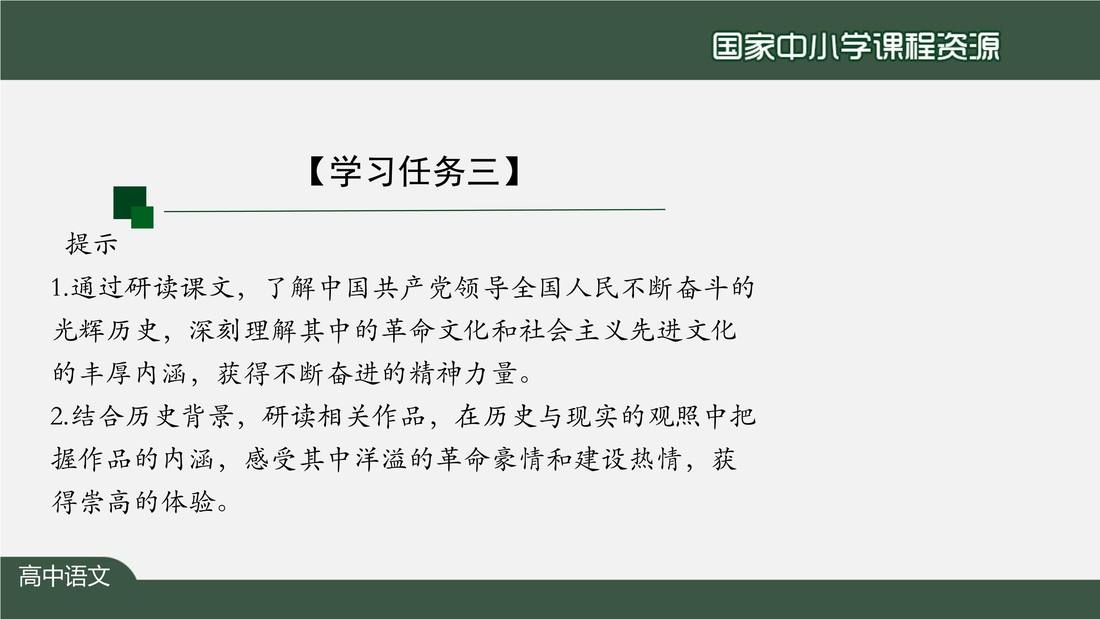 国家中小学课程资源
【学习任务三】
提示
1.通过研读课文，了解中国共产党领导全国人民不断奋斗的
光辉历史，深刻理解其中的革命文化和社会主义先进文化
的丰厚内涵，获得不断奋进的精神力量。
2.结合历史背景，研读相关作品，在历史与现实的观照中把
握作品的内涵，感受其中洋溢的革命豪情和建设热情，获
得崇高的体验。
高中语文